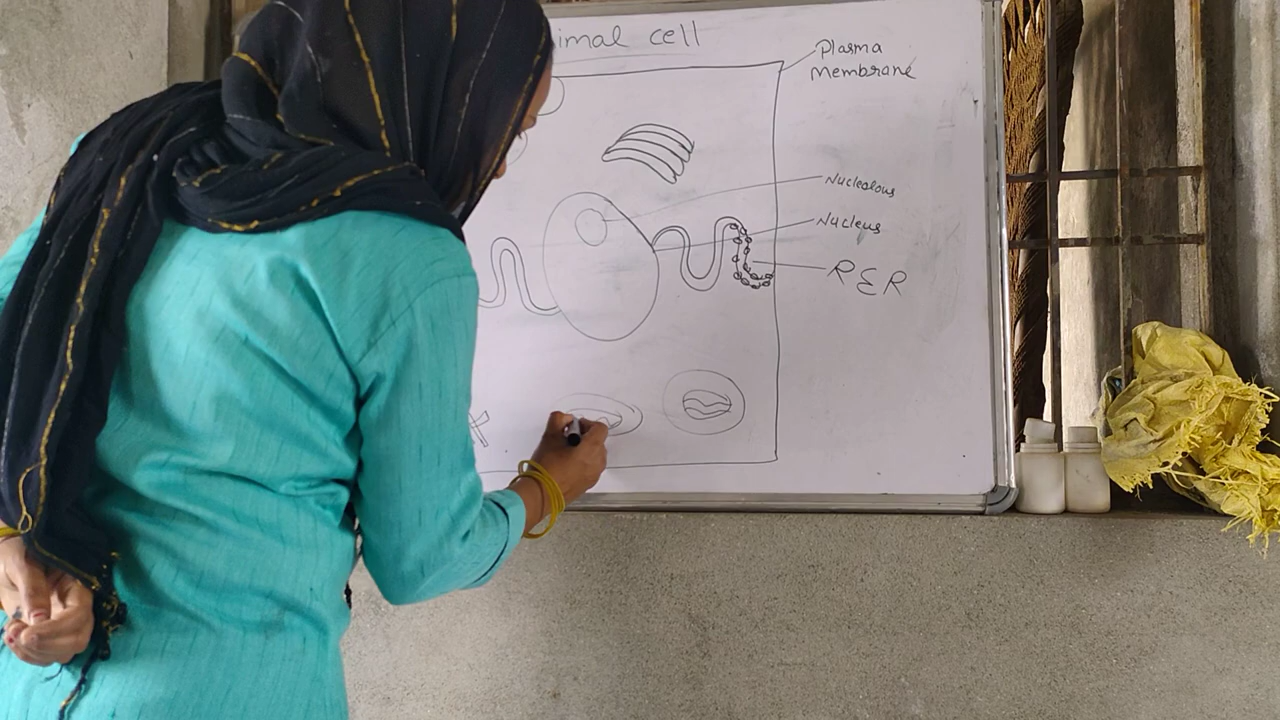 imal cell
Plasma
Membrane
Nucleolous
Nucleus
RER